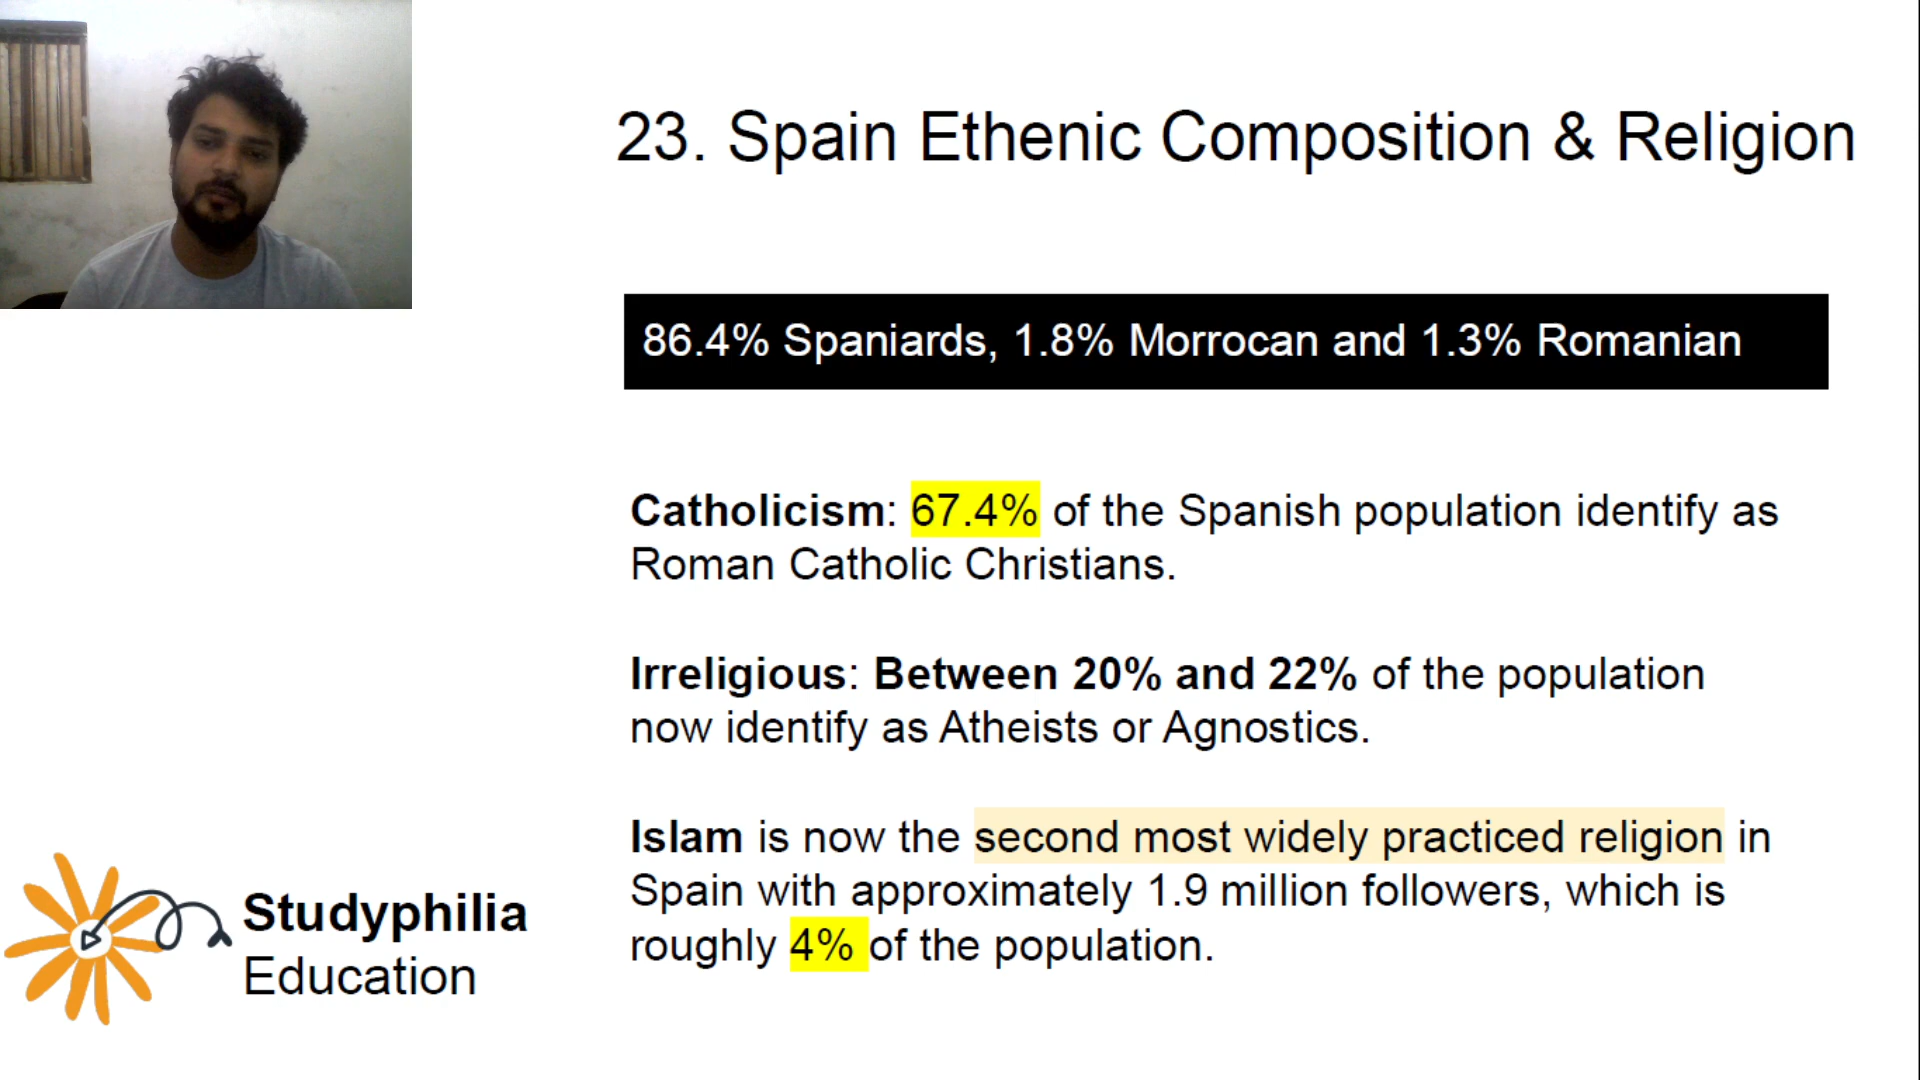 23. Spain Ethenic Composition & Religion
86.4% Spaniards, 1.8% Morrocan and 1.3% Romanian
Catholicism: 67.4% of the Spanish population identify as
Roman Catholic Christians.
Irreligious: Between 20% and 22% of the population
now identify as Atheists or Agnostics.
Islam is now the second most widely practiced religion in
Spain with approximately 1.9 million followers, which is
roughly 4% of the population.
Studyphilia
Education